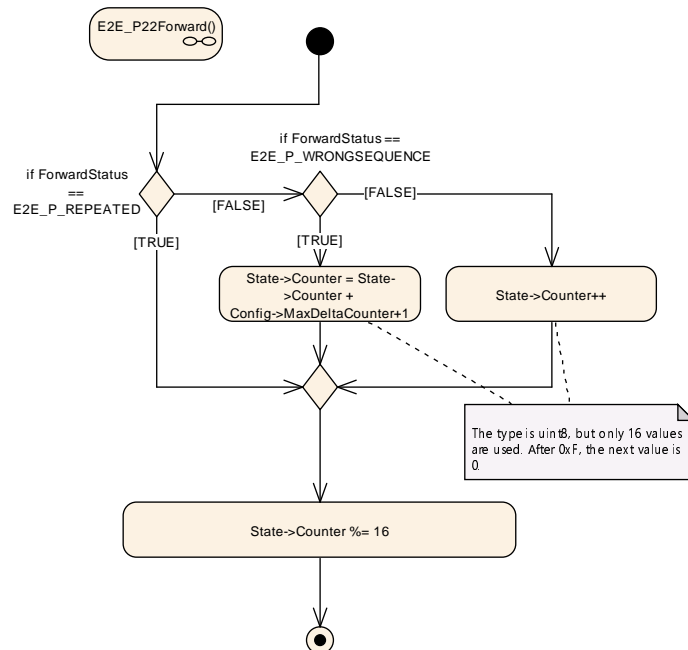 E2E_P22Forward()
if ForwardStatus ==
E2E_P_WRONGSEQUENCE
if ForwardStatus
==
E2E_P_REPEATED
[FALSE]
[FALSE]
[TRUE]
[TRUE]
State->Counter = State-
>Counter +
Config->MaxDeltaCounter+1
State->Counter++
The type is uint8, but only 16 values
are used. After 0xF, the next value is
0.
State->Counter %= 16